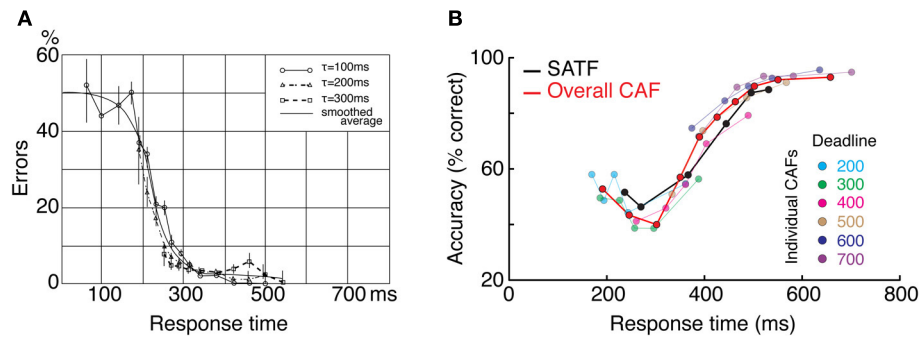 A
%
60
40
20
0
Errors
100
300
500
700 ms
Response time
τ=100ms
τ=200ms
τ=300ms
smoothed
average
B
100
60
20
Accuracy (% correct)
0
200
400
600
800
Response time (ms)
SATF
Overall CAF
Individual CAFs
Deadline
200
300
400
500
600
700